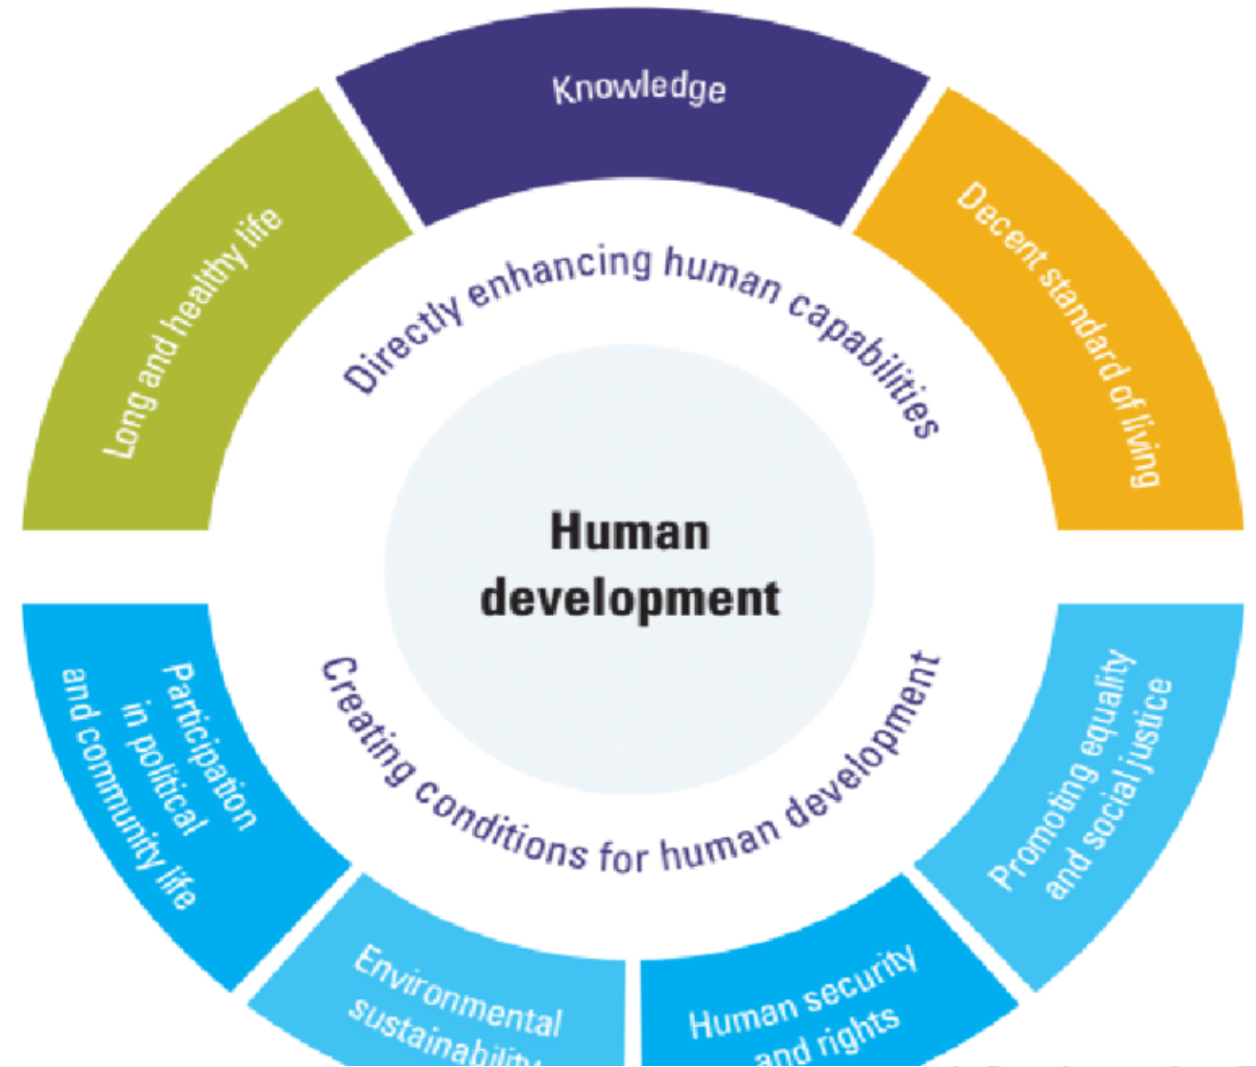 Knowledge
Long and healthy life
Decent standard of living
Directly enhancing human capabilities
Human
development
Creating conditions for human development
Participation
in political
and community life
Environmental
sustainability
Human security
and rights
Promoting equality
and social justice